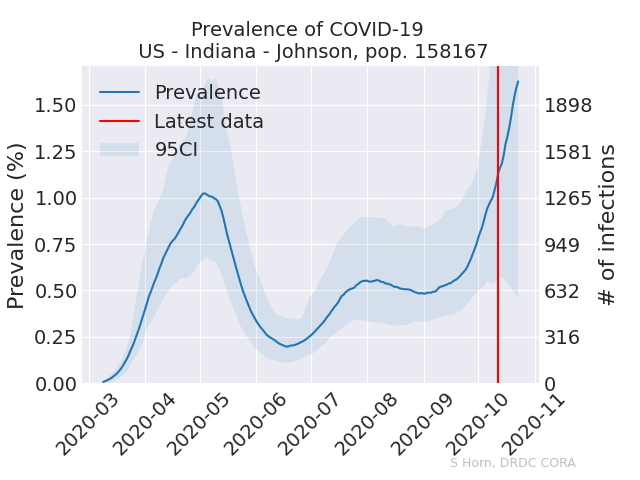 Prevalence of COVID-19
US - Indiana - Johnson, pop. 158167
Prevalence
Latest data
95CI
Prevalence (%)
1.50
1.25
1.00
0.75
0.50
0.25
0.00
1898
1581
1265
949
632
316
0
# of infections
2020-03
2020-04
2020-05
2020-06
2020-07
2020-08
2020-09
2020-10
2020-11
S Horn, DRDC CORA